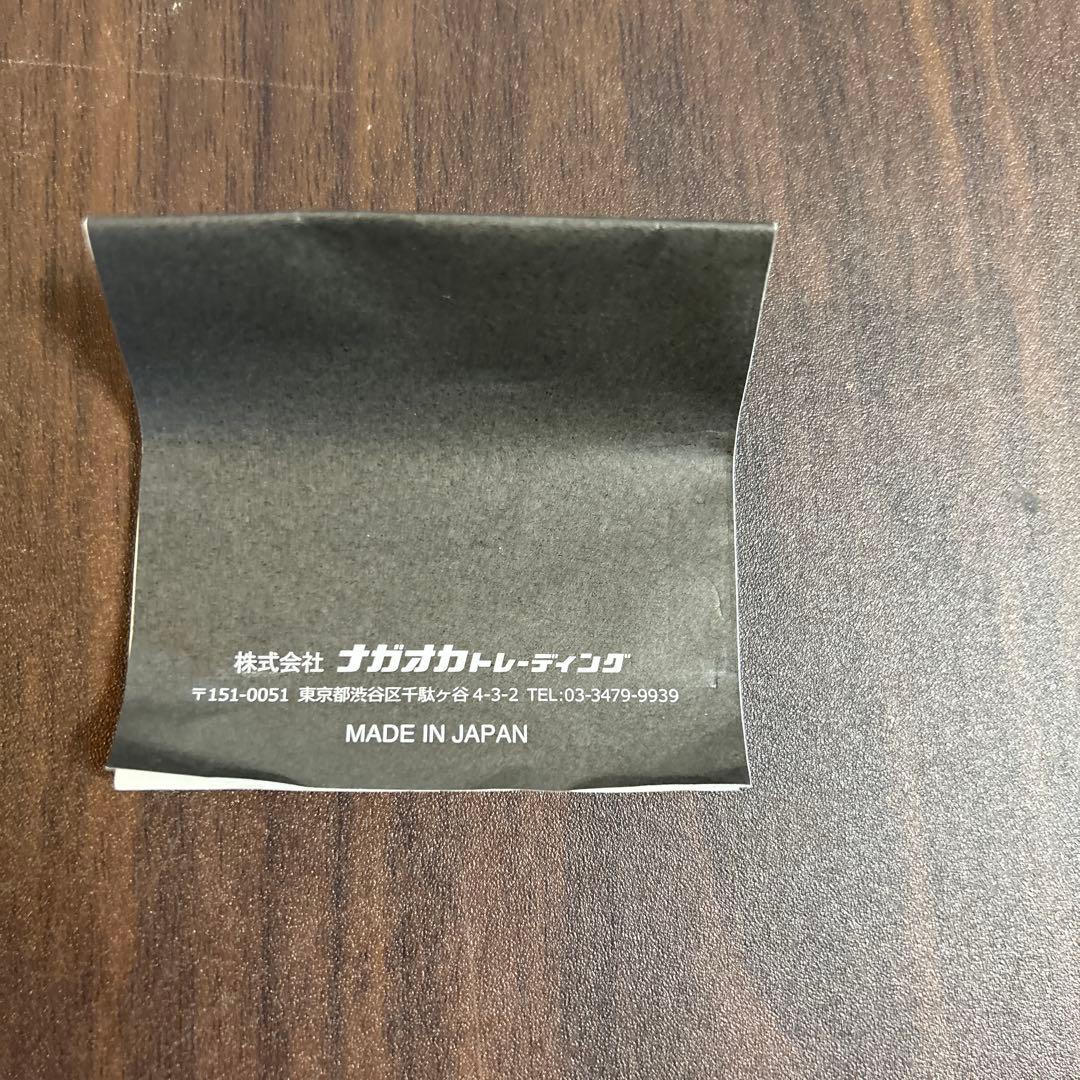 株式会社 ナガオカトレーディング
〒151-0051 東京都渋谷区千駄ヶ谷 4-3-2 TEL:03-3479-9939
MADE IN JAPAN